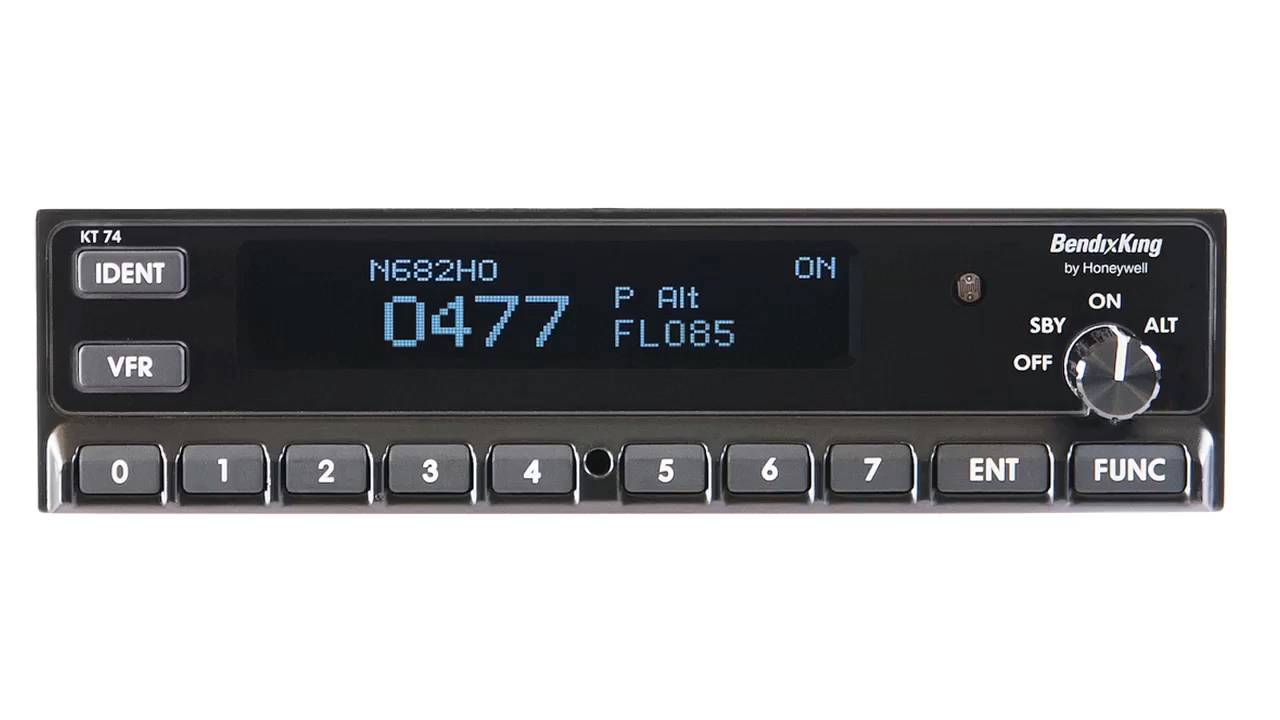 KT 74
IDENT
VFR
N682HO
0477
P Alt
FL085
ON
BendixKing
by Honeywell
ON
SBY
ALT
OFF
0 1 2 3 4 5 6 7 ENT FUNC